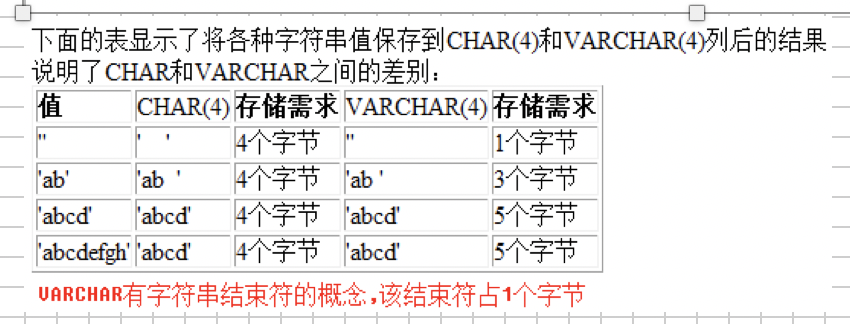 下面的表显示了将各种字符串值保存到CHAR(4)和VARCHAR(4)列后的结果
说明了CHAR和VARCHAR之间的差别：
值 CHAR(4) 存储需求 VARCHAR(4) 存储需求
'' '    ' 4个字节 '' 1个字节
'ab' 'ab  ' 4个字节 'ab ' 3个字节
'abcd' 'abcd' 4个字节 'abcd' 5个字节
'abcdefgh' 'abcd' 4个字节 'abcd' 5个字节
VARCHAR有字符串结束符的概念,该结束符占1个字节